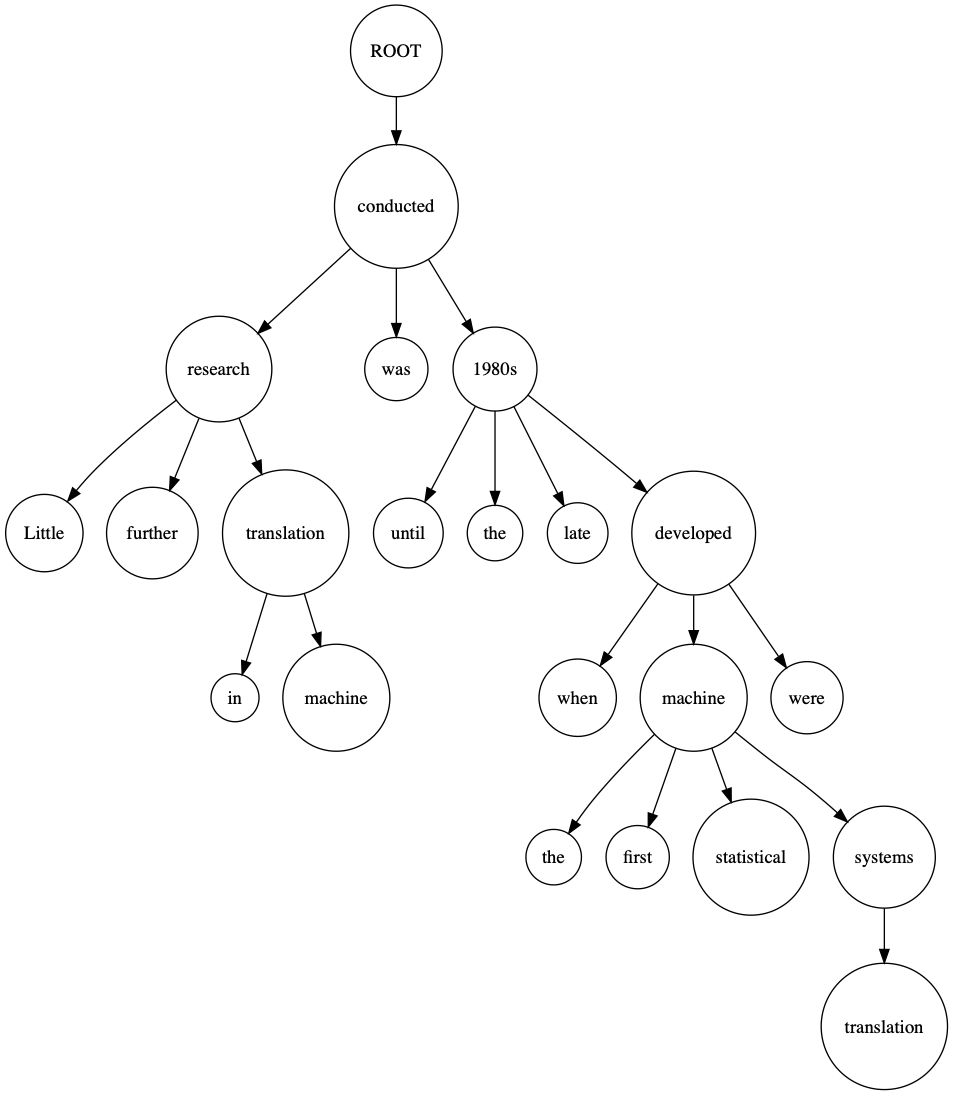 ROOT
conducted
research
was
1980s
Little
further
translation
until
the
late
developed
in
machine
when
machine
were
the
first
statistical
systems
translation